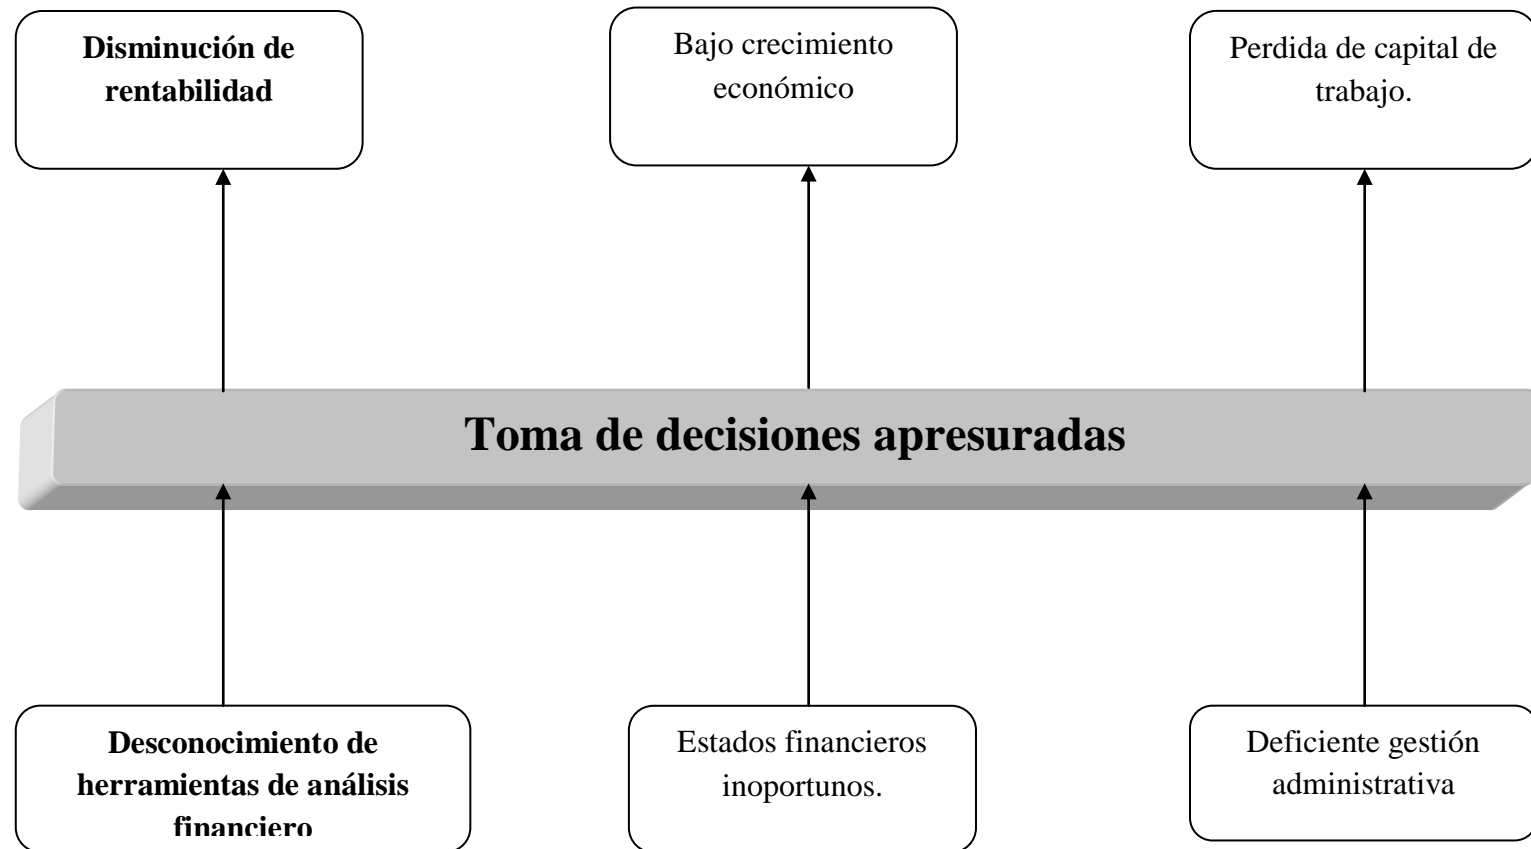 Disminución de
rentabilidad
Bajo crecimiento
económico
Perdida de capital de
trabajo.
Toma de decisiones apresuradas
Desconocimiento de
herramientas de análisis
financiero
Estados financieros
inoportunos.
Deficiente gestión
administrativa